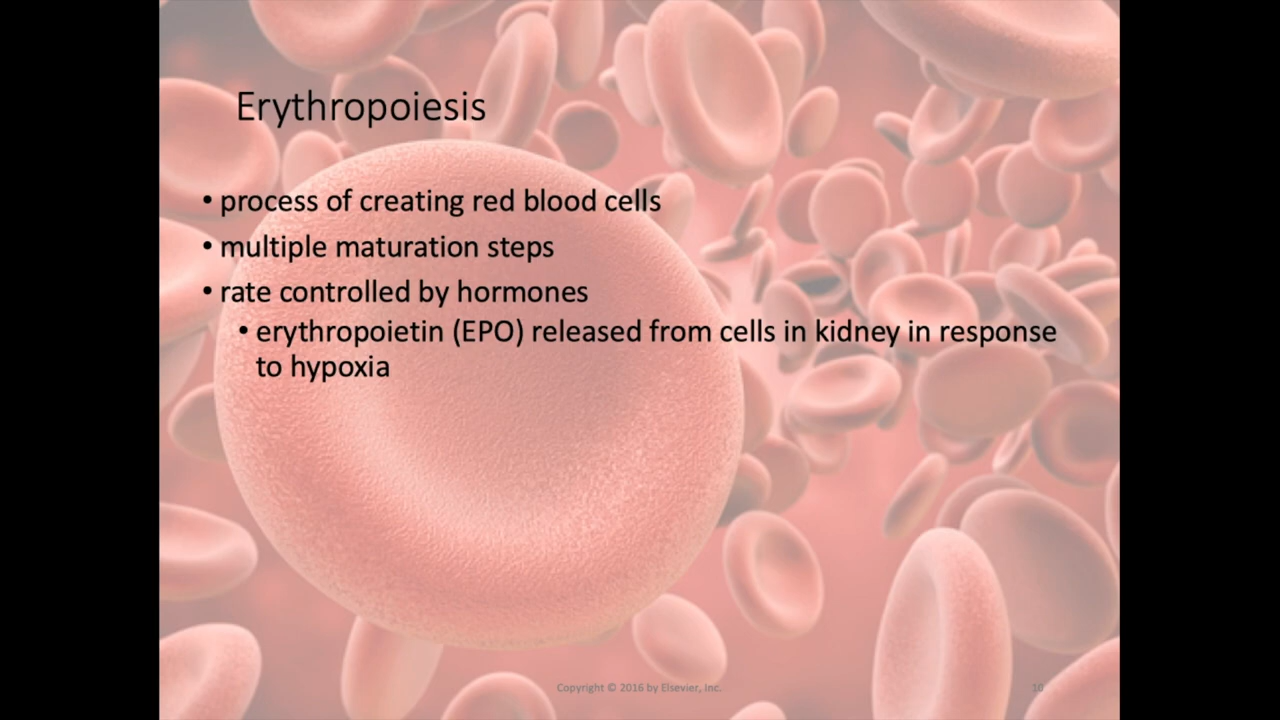 Erythropoiesis
• process of creating red blood cells
• multiple maturation steps
• rate controlled by hormones
• erythropoietin (EPO) released from cells in kidney in response
to hypoxia
Copyright © 2016 by Elsevier, Inc.
10